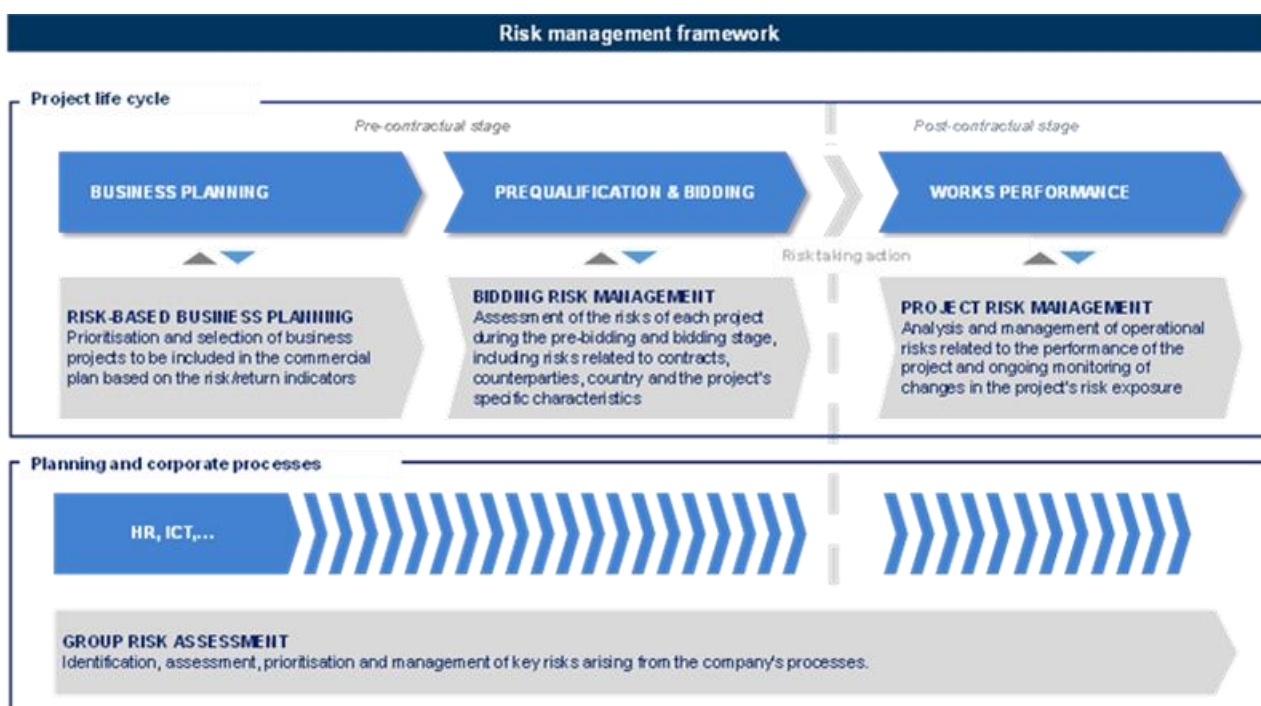 Risk management framework
Project life cycle
Pre-contractual stage
Post-contractual stage
BUSINESS PLANNING
PREQUALIFICATION & BIDDING
WORKS PERFORMANCE
Risk taking action
RISK-BASED BUSINESS PLANNING
Prioritisation and selection of business
projects to be included in the commercial
plan based on the risk/return indicators
BIDDING RISK MANAGEMENT
Assessment of the risks of each project
during the pre-bidding and bidding stage,
including risks related to contracts,
counterparties, country and the project's
specific characteristics
PROJECT RISK MANAGEMENT
Analysis and management of operational
risks related to the performance of the
project and ongoing monitoring of
changes in the project's risk exposure
Planning and corporate processes
HR, ICT,...
GROUP RISK ASSESSMENT
Identification, assessment, prioritisation and management of key risks arising from the company's processes.